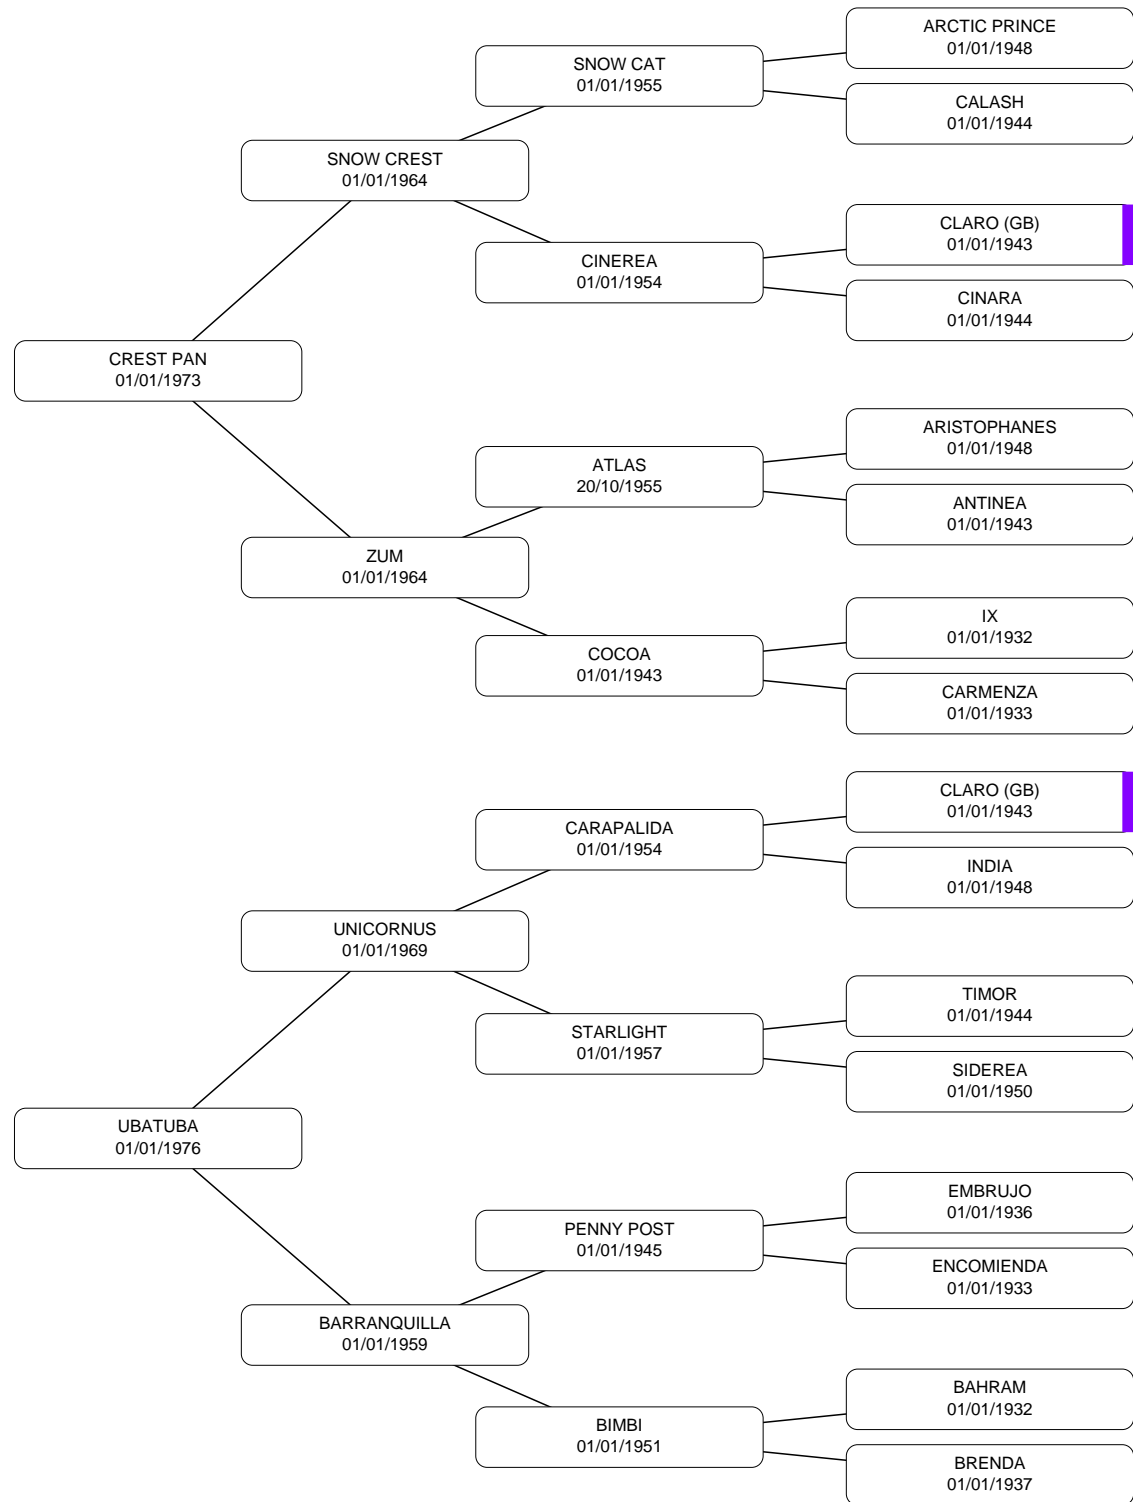 ARCTIC PRINCE
01/01/1948
SNOW CAT
01/01/1955
CALASH
01/01/1944
SNOW CREST
01/01/1964
CLARO (GB)
01/01/1943
CINEREA
01/01/1954
CINARA
01/01/1944
CREST PAN
01/01/1973
ARISTOPHANES
01/01/1948
ATLAS
20/10/1955
ANTINEA
01/01/1943
ZUM
01/01/1964
IX
01/01/1932
COCOA
01/01/1943
CARMENZA
01/01/1933
CLARO (GB)
01/01/1943
CARAPALIDA
01/01/1954
INDIA
01/01/1948
UNICORNUS
01/01/1969
TIMOR
01/01/1944
STARLIGHT
01/01/1957
SIDEREA
01/01/1950
UBATUBA
01/01/1976
EMBRUJO
01/01/1936
PENNY POST
01/01/1945
ENCOMIENDA
01/01/1933
BARRANQUILLA
01/01/1959
BAHRAM
01/01/1932
BIMBI
01/01/1951
BRENDA
01/01/1937